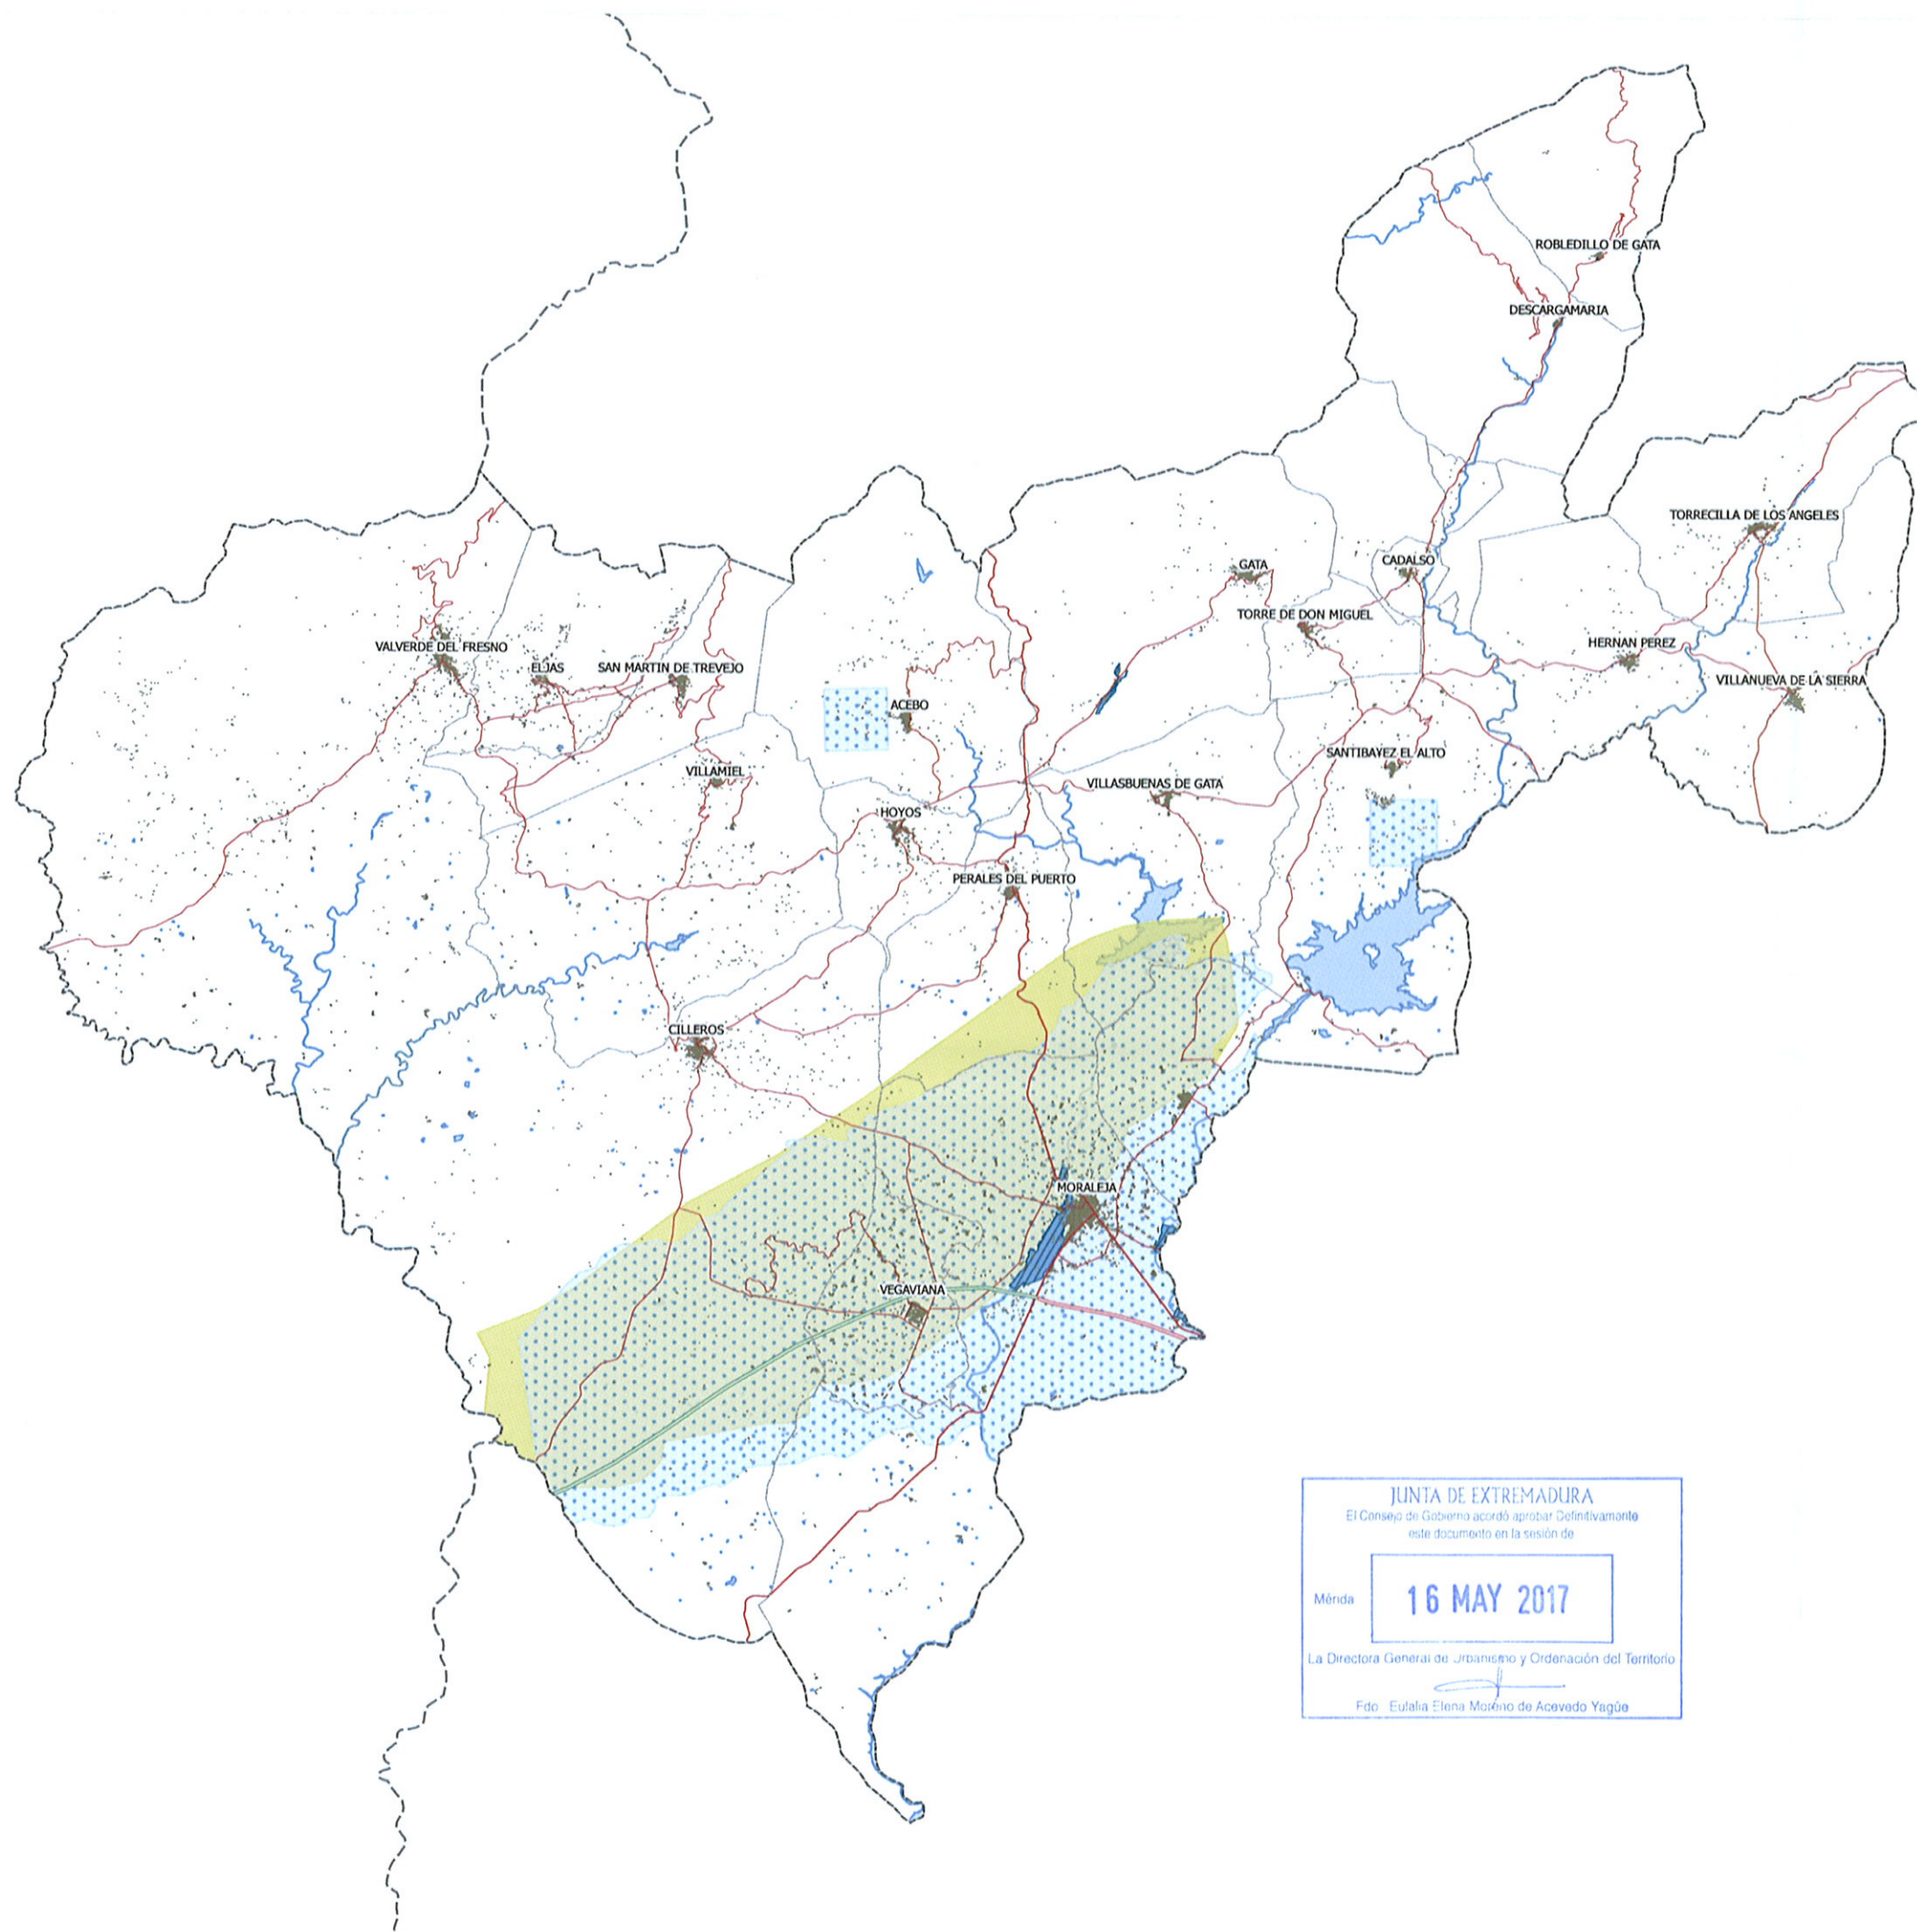 ROBLEDILLO DE GATA
DESCARGAMARIA
TORRECILLA DE LOS ANGELES
GATA
CADALSO
TORRE DE DON MIGUEL
HERNAN PEREZ
VALVERDE DEL FRESNO
ELJAS
SAN MARTIN DE TREVEJO
VILLANUEVA DE LA SIERRA
ACEBO
SANTIBAYEZ EL ALTO
VILLAMIEL
VILLASBUENAS DE GATA
HOYOS
PERALES DEL PUERTO
CILLEROS
MORALEJA
VEGAVIANA
JUNTA DE EXTREMADURA
El Consejo de Gobierno acordó aprobar Definitivamente
este documento en la sesión de
Mérida
16 MAY 2017
La Directora General de Urbanismo y Ordenación del Territorio
Fdo Eulalia Elena Moreno de Acevedo Yagüe